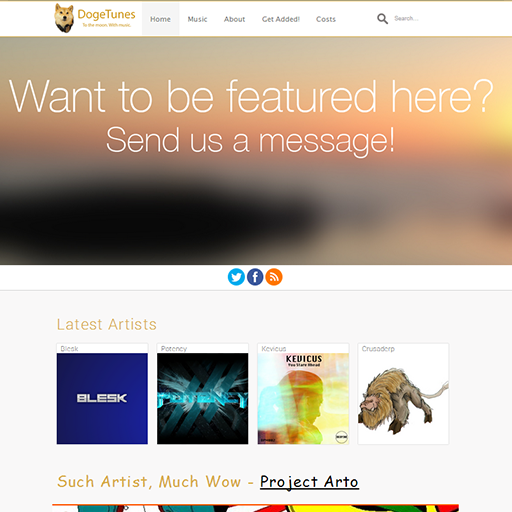 DogeTunes
To the moon. With music.
Home Music About Get Added! Costs Search ...
Want to be featured here?
Send us a message!
Latest Artists
Blesk Potency Kevicus Crusaderp
BLESK
POTENCY
KEVICUS
You Stare Ahead
Such Artist, Much Wow - Project Arto